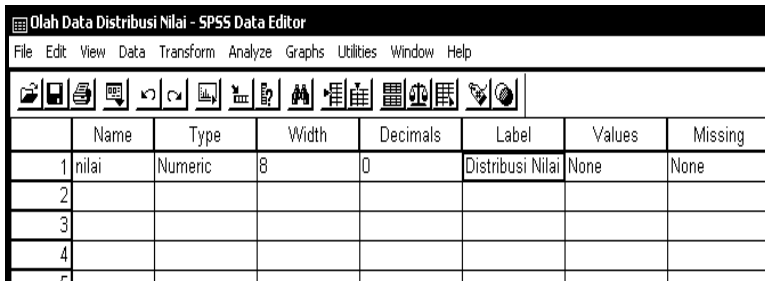 Olah Data Distribusi Nilai - SPSS Data Editor
File Edit View Data Transform Analyze Graphs Utilities Window Help
Name Type Width Decimals Label Values Missing
1 nilai Numeric 8 0 Distribusi Nilai None None
2
3
4